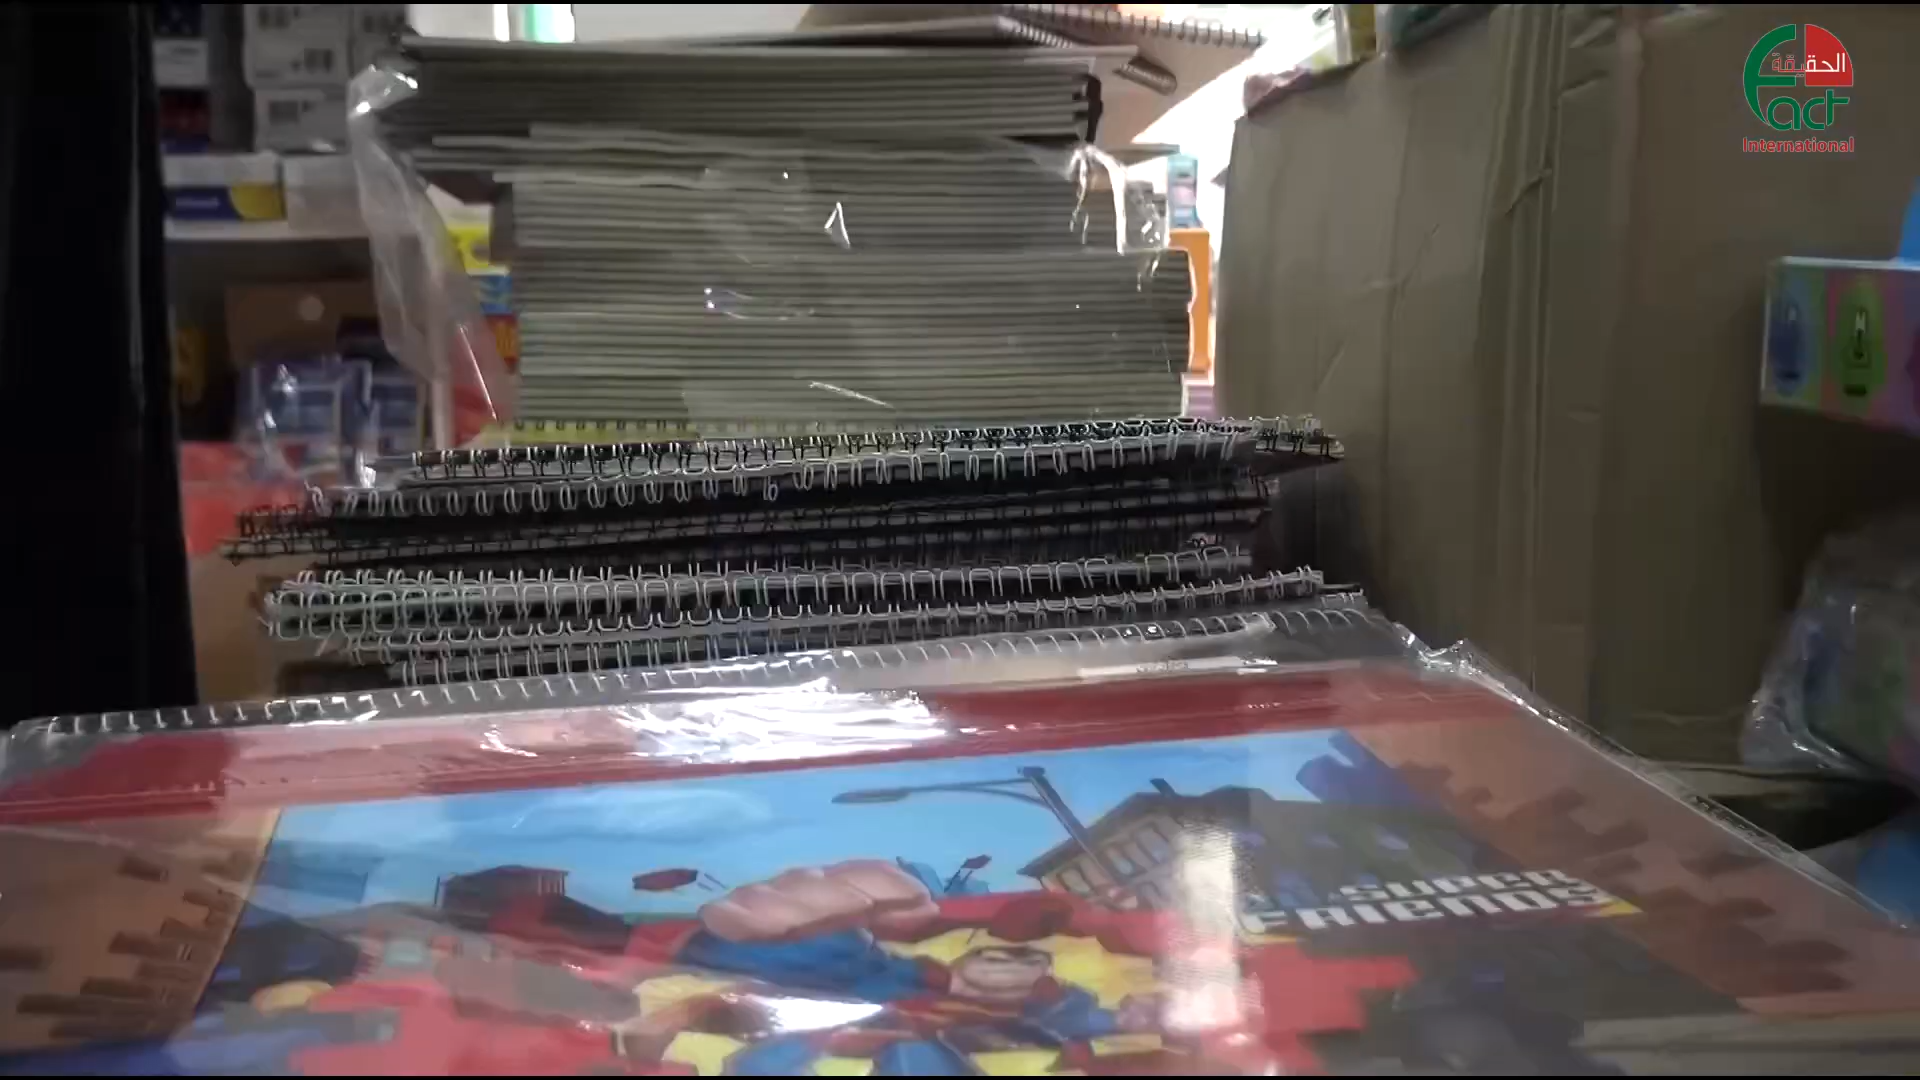 الحقيقة
Fact
International
SUPER
FRIENDS